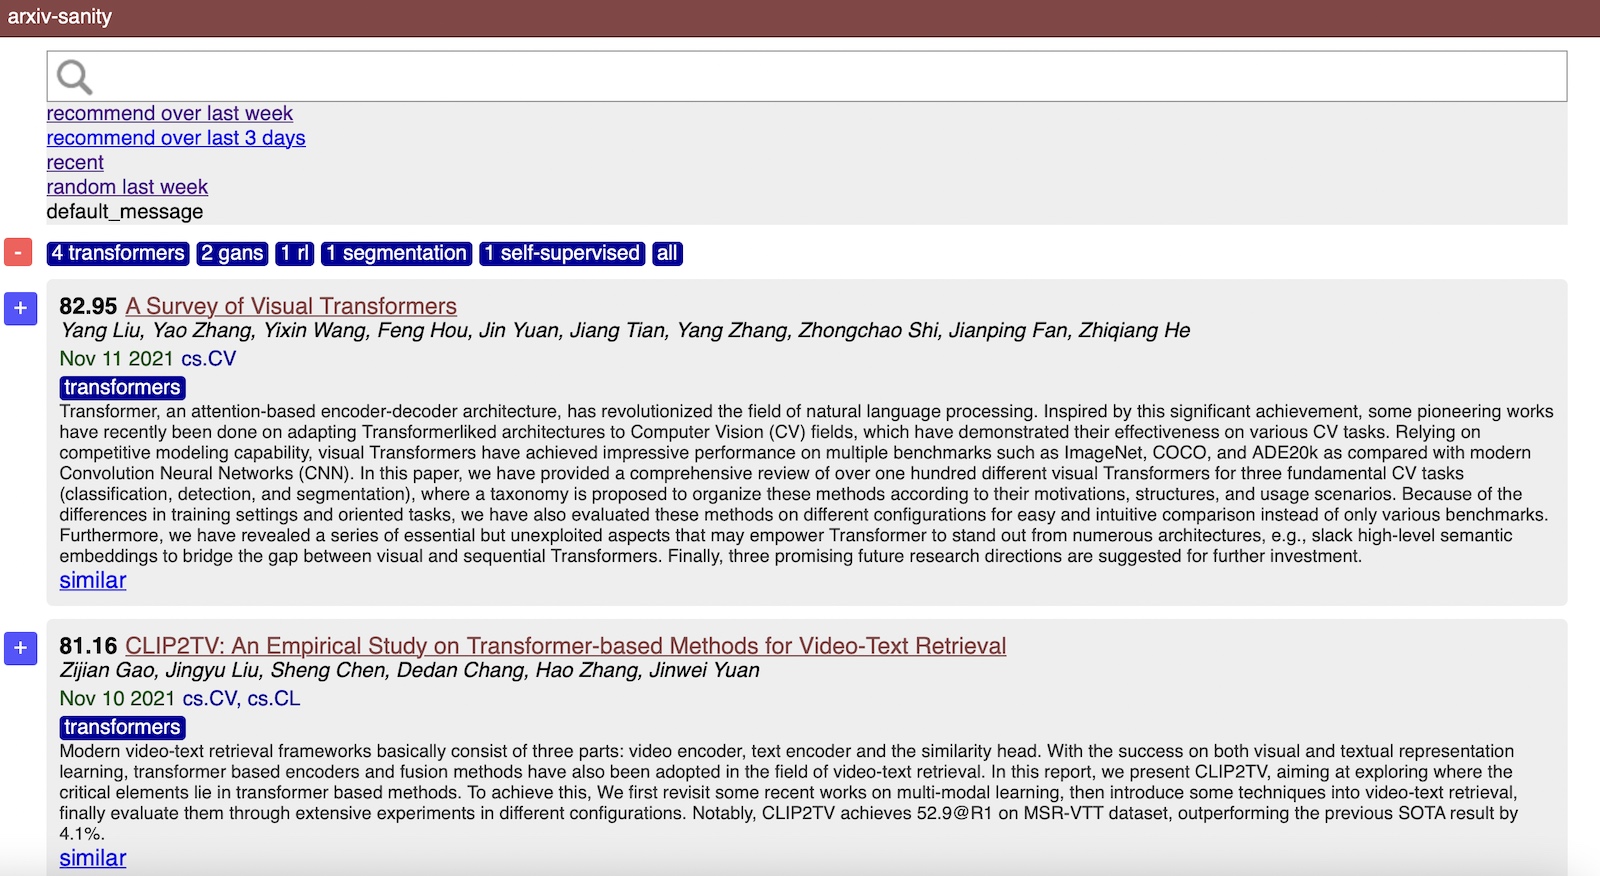 arxiv-sanity
recommend over last week
recommend over last 3 days
recent
random last week
default_message
- 4 transformers 2 gans 1 rl 1 segmentation 1 self-supervised all
+ 82.95 A Survey of Visual Transformers
Yang Liu, Yao Zhang, Yixin Wang, Feng Hou, Jin Yuan, Jiang Tian, Yang Zhang, Zhongchao Shi, Jianping Fan, Zhiqiang He
Nov 11 2021 cs.CV
transformers
Transformer, an attention-based encoder-decoder architecture, has revolutionized the field of natural language processing. Inspired by this significant achievement, some pioneering works
have recently been done on adapting Transformerliked architectures to Computer Vision (CV) fields, which have demonstrated their effectiveness on various CV tasks. Relying on
competitive modeling capability, visual Transformers have achieved impressive performance on multiple benchmarks such as ImageNet, COCO, and ADE20k as compared with modern
Convolution Neural Networks (CNN). In this paper, we have provided a comprehensive review of over one hundred different visual Transformers for three fundamental CV tasks
(classification, detection, and segmentation), where a taxonomy is proposed to organize these methods according to their motivations, structures, and usage scenarios. Because of the
differences in training settings and oriented tasks, we have also evaluated these methods on different configurations for easy and intuitive comparison instead of only various benchmarks.
Furthermore, we have revealed a series of essential but unexploited aspects that may empower Transformer to stand out from numerous architectures, e.g., slack high-level semantic
embeddings to bridge the gap between visual and sequential Transformers. Finally, three promising future research directions are suggested for further investment.
similar
+ 81.16 CLIP2TV: An Empirical Study on Transformer-based Methods for Video-Text Retrieval
Zijian Gao, Jingyu Liu, Sheng Chen, Dedan Chang, Hao Zhang, Jinwei Yuan
Nov 10 2021 cs.CV, cs.CL
transformers
Modern video-text retrieval frameworks basically consist of three parts: video encoder, text encoder and the similarity head. With the success on both visual and textual representation
learning, transformer based encoders and fusion methods have also been adopted in the field of video-text retrieval. In this report, we present CLIP2TV, aiming at exploring where the
critical elements lie in transformer based methods. To achieve this, We first revisit some recent works on multi-modal learning, then introduce some techniques into video-text retrieval,
finally evaluate them through extensive experiments in different configurations. Notably, CLIP2TV achieves 52.9@R1 on MSR-VTT dataset, outperforming the previous SOTA result by
4.1%.
similar